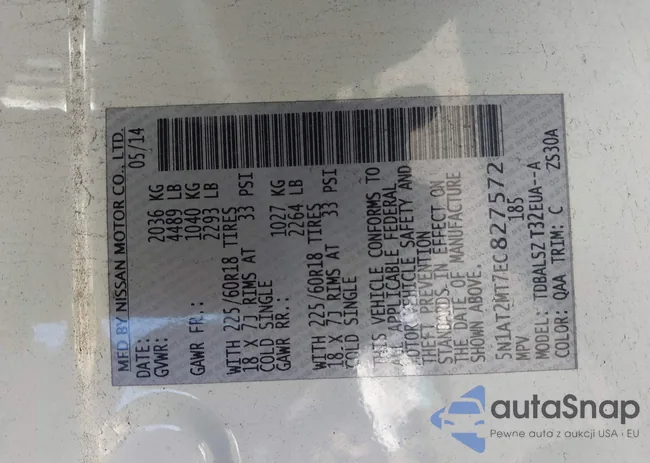 MFD BY NISSAN MOTOR CO., LTD.
DATE: 05/14
GVWR: 2036 KG
4489 LB
GAWR FR.: 1040 KG
2293 LB
WITH 225/60R18 TIRES
18 X 7J RIMS AT 33 PSI
COLD SINGLE
GAWR RR.: 1027 KG
2264 LB
WITH 225/60R18 TIRES
18 X 7J RIMS AT 33 PSI
COLD SINGLE
THIS VEHICLE CONFORMS TO
ALL APPLICABLE FEDERAL
MOTOR VEHICLE SAFETY AND
THEFT PREVENTION
STANDARDS IN EFFECT ON
THE DATE OF MANUFACTURE
SHOWN ABOVE.
5N1AT2MT7EC827572
MPV 185
MODEL: TDBALSZ T32EUA--A
COLOR: QAA TRIM: C ZS30A
autaSnap
Pewne auta z aukcji USA · EU